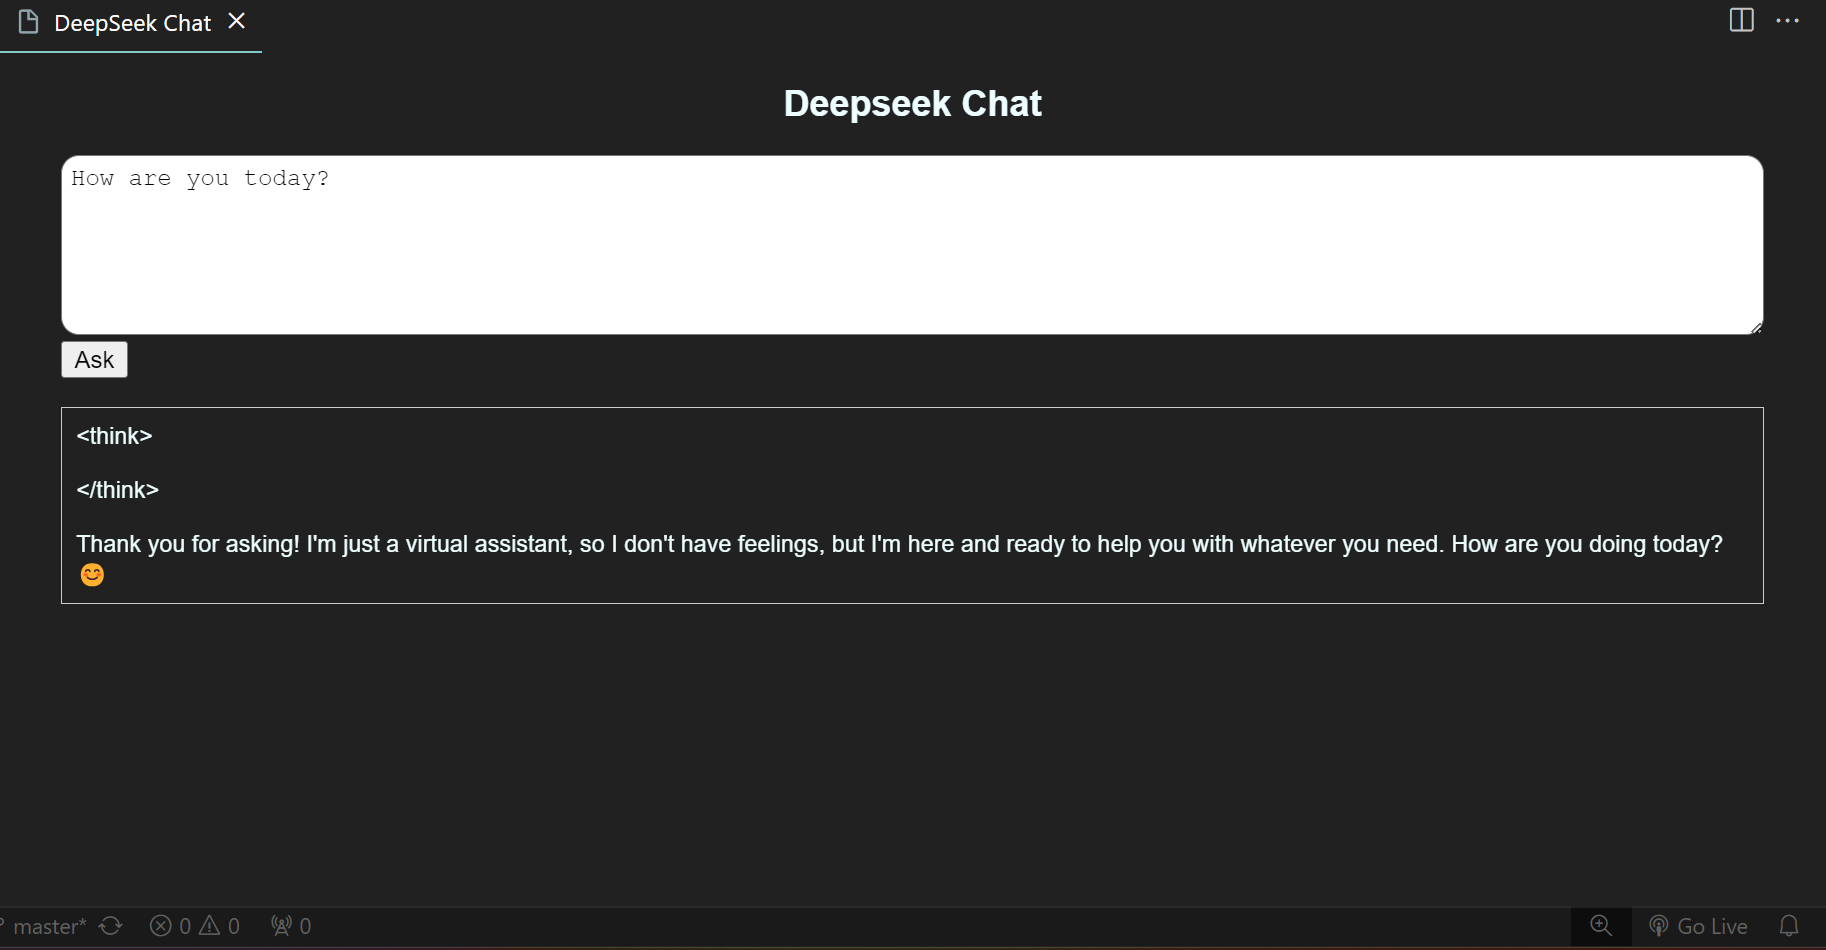 DeepSeek Chat
Deepseek Chat
How are you today?
Ask
<think>
</think>
Thank you for asking! I'm just a virtual assistant, so I don't have feelings, but I'm here and ready to help you with whatever you need. How are you doing today?
😊
master* 0 0 0 Go Live